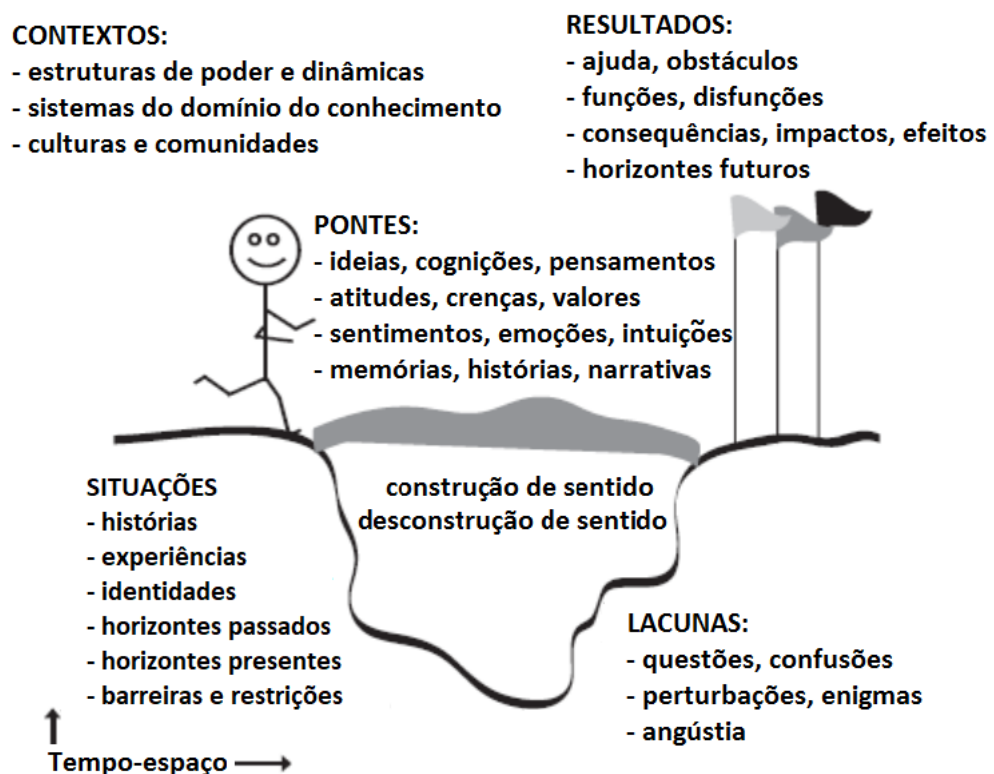 CONTEXTOS:
- estruturas de poder e dinâmicas
- sistemas do domínio do conhecimento
- culturas e comunidades
RESULTADOS:
- ajuda, obstáculos
- funções, disfunções
- consequências, impactos, efeitos
- horizontes futuros
PONTES:
- ideias, cognições, pensamentos
- atitudes, crenças, valores
- sentimentos, emoções, intuições
- memórias, histórias, narrativas
construção de sentido
desconstrução de sentido
SITUAÇÕES
- histórias
- experiências
- identidades
- horizontes passados
- horizontes presentes
- barreiras e restrições
LACUNAS:
- questões, confusões
- perturbações, enigmas
- angústia
Tempo-espaço